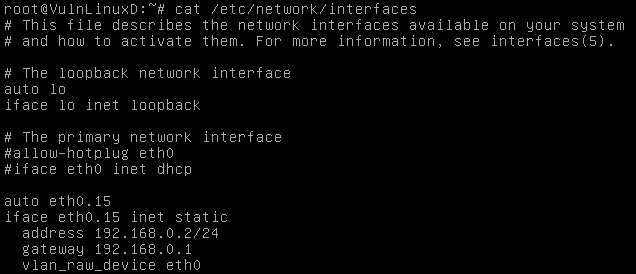 root@VulnLinuxD:~# cat /etc/network/interfaces
# This file describes the network interfaces available on your system
# and how to activate them. For more information, see interfaces(5).
# The loopback network interface
auto lo
iface lo inet loopback
# The primary network interface
#allow-hotplug eth0
#iface eth0 inet dhcp
auto eth0.15
iface eth0.15 inet static
  address 192.168.0.2/24
  gateway 192.168.0.1
  vlan_raw_device eth0